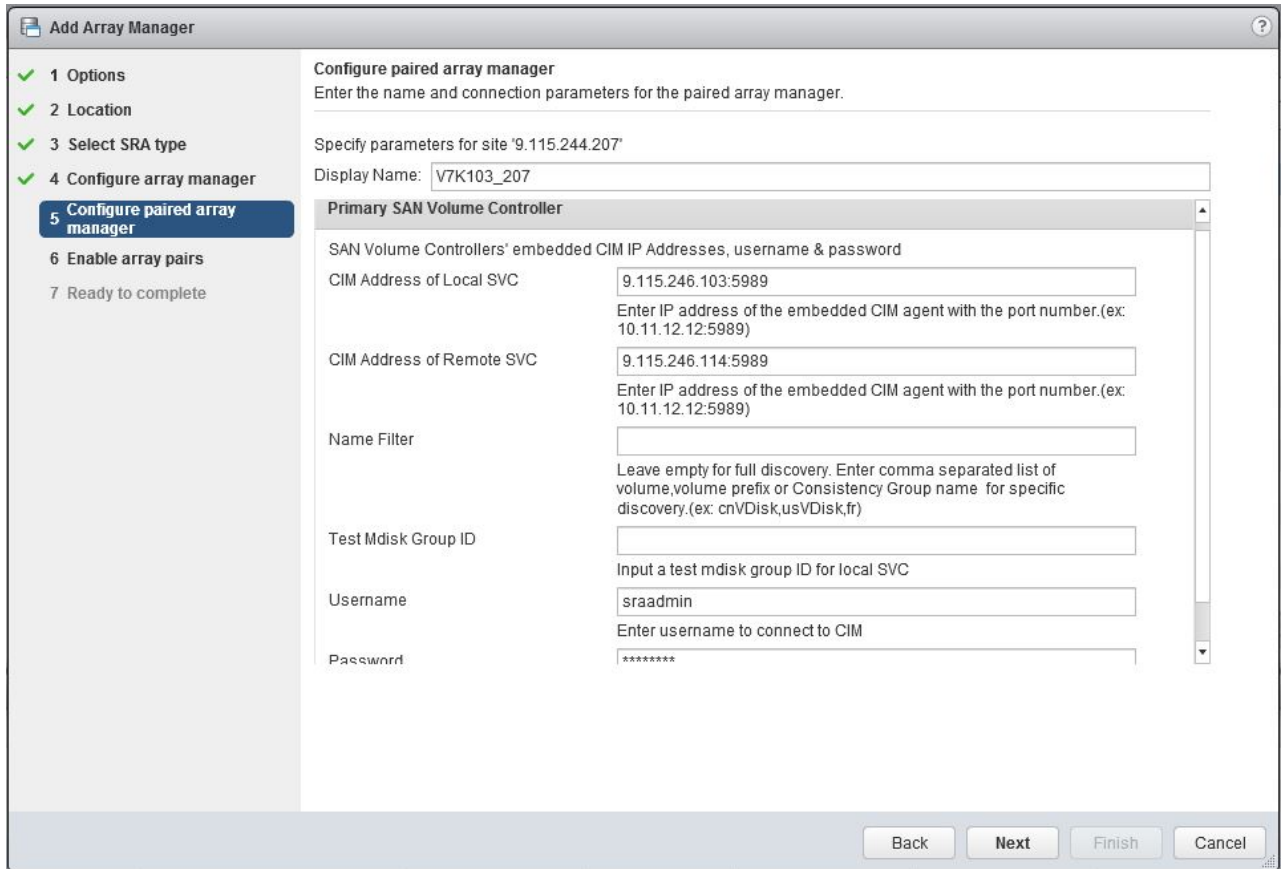 Add Array Manager
?
1 Options
2 Location
3 Select SRA type
4 Configure array manager
5 Configure paired array
manager
6 Enable array pairs
7 Ready to complete
Configure paired array manager
Enter the name and connection parameters for the paired array manager.
Specify parameters for site '9.115.244.207'
Display Name: V7K103_207
Primary SAN Volume Controller
SAN Volume Controllers' embedded CIM IP Addresses, username & password
CIM Address of Local SVC 9.115.246.103:5989
Enter IP address of the embedded CIM agent with the port number.(ex:
10.11.12.12:5989)
CIM Address of Remote SVC 9.115.246.114:5989
Enter IP address of the embedded CIM agent with the port number.(ex:
10.11.12.12:5989)
Name Filter
Leave empty for full discovery. Enter comma separated list of
volume,volume prefix or Consistency Group name  for specific
discovery.(ex: cnVDisk,usVDisk,fr)
Test Mdisk Group ID
Input a test mdisk group ID for local SVC
Username sraadmin
Enter username to connect to CIM
Password ********
Back Next Finish Cancel